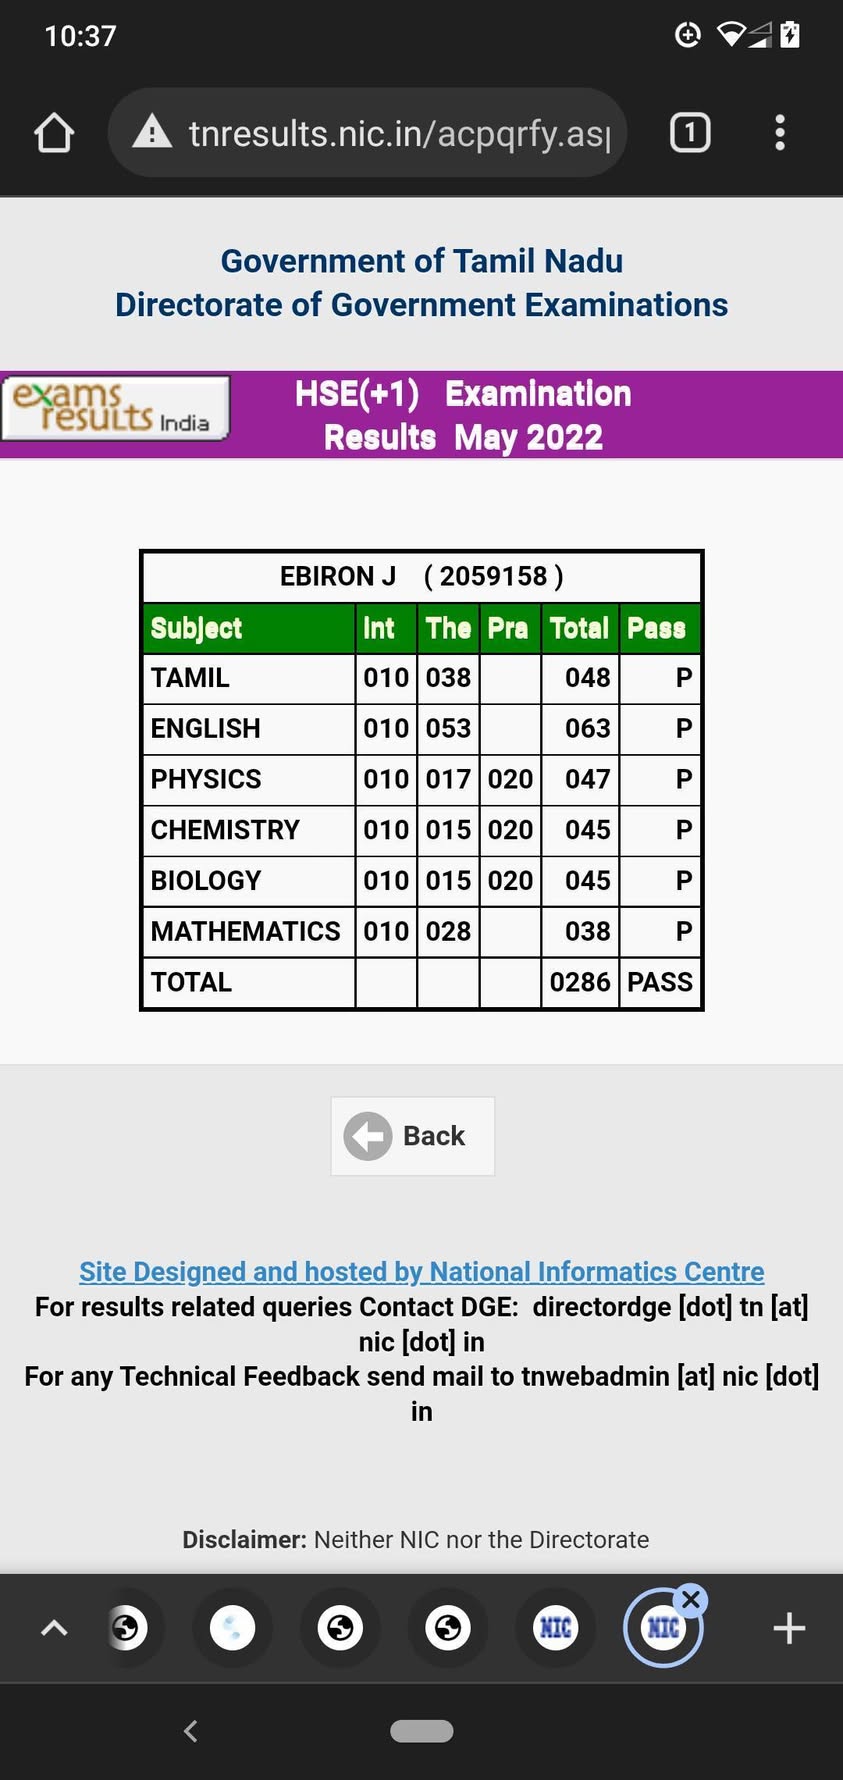 10:37
tnresults.nic.in/acpqrfy.asp
1
Government of Tamil Nadu
Directorate of Government Examinations
exams
results India
HSE(+1) Examination
Results May 2022
EBIRON J ( 2059158 )
Subject Int The Pra Total Pass
TAMIL 010 038 048 P
ENGLISH 010 053 063 P
PHYSICS 010 017 020 047 P
CHEMISTRY 010 015 020 045 P
BIOLOGY 010 015 020 045 P
MATHEMATICS 010 028 038 P
TOTAL 0286 PASS
Back
Site Designed and hosted by National Informatics Centre
For results related queries Contact DGE: directordge [dot] tn [at]
nic [dot] in
For any Technical Feedback send mail to tnwebadmin [at] nic [dot]
in
Disclaimer: Neither NIC nor the Directorate
NIC NIC